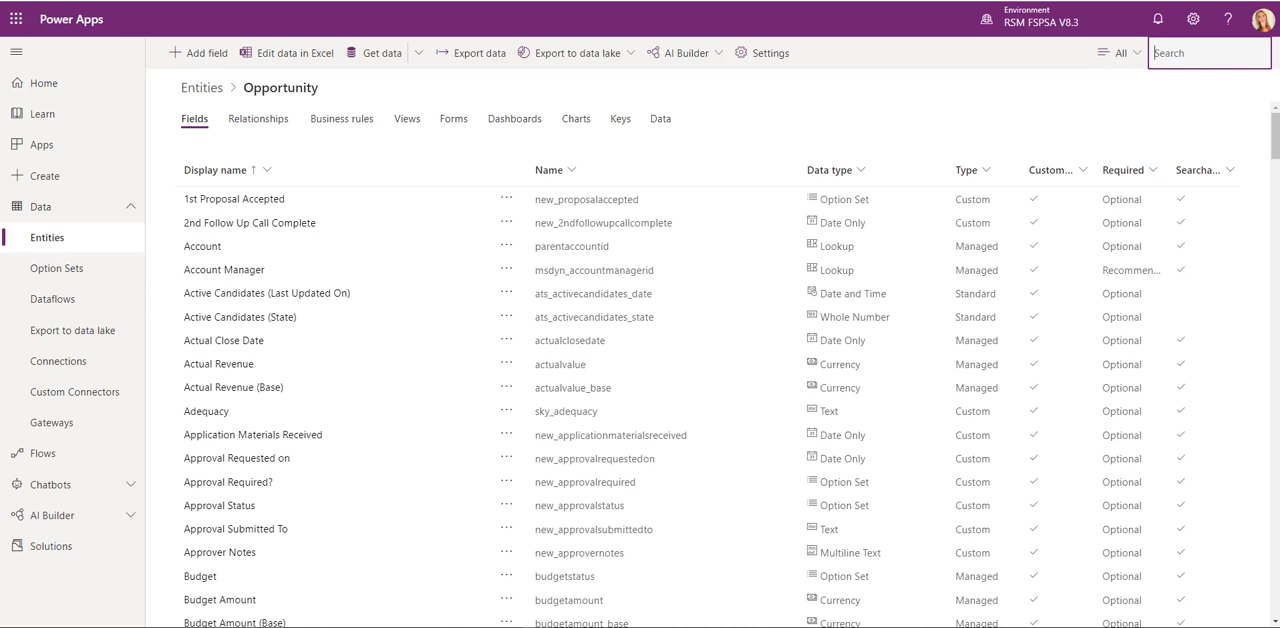 Power Apps
Environment
RSM FSPSA V8.3
Add field Edit data in Excel Get data Export data Export to data lake AI Builder Settings All Search
Home
Learn
Apps
Create
Data
Entities
Option Sets
Dataflows
Export to data lake
Connections
Custom Connectors
Gateways
Flows
Chatbots
AI Builder
Solutions
Entities > Opportunity
Fields Relationships Business rules Views Forms Dashboards Charts Keys Data
Display name ↑ Name Data type Type Custom... Required Searcha...
1st Proposal Accepted ... new_proposalaccepted Option Set Custom Optional
2nd Follow Up Call Complete ... new_2ndfollowupcallcomplete Date Only Custom Optional
Account ... parentaccountid Lookup Managed Optional
Account Manager ... msdyn_accountmanagerid Lookup Managed Recommen...
Active Candidates (Last Updated On) ... ats_activecandidates_date Date and Time Standard Optional
Active Candidates (State) ... ats_activecandidates_state Whole Number Standard Optional
Actual Close Date ... actualclosedate Date Only Managed Optional
Actual Revenue ... actualvalue Currency Managed Optional
Actual Revenue (Base) ... actualvalue_base Currency Managed Optional
Adequacy ... sky_adequacy Text Custom Optional
Application Materials Received ... new_applicationmaterialsreceived Date Only Custom Optional
Approval Requested on ... new_approvalrequestedon Date Only Custom Optional
Approval Required? ... new_approvalrequired Option Set Custom Optional
Approval Status ... new_approvalstatus Option Set Custom Optional
Approval Submitted To ... new_approvalsubmittedto Text Custom Optional
Approver Notes ... new_approvernotes Multiline Text Custom Optional
Budget ... budgetstatus Option Set Managed Optional
Budget Amount ... budgetamount Currency Managed Optional
Budget Amount (Base) ... budgetamount_base Currency Managed Optional